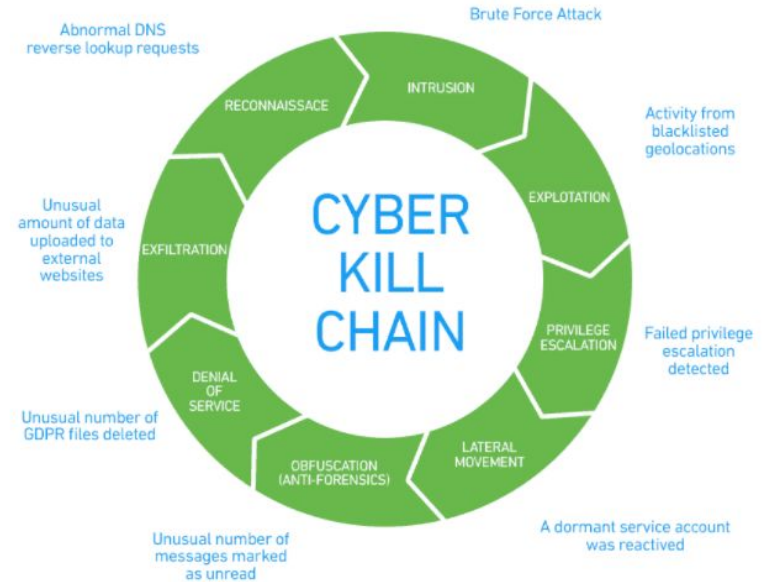 Abnormal DNS
reverse lookup requests
Brute Force Attack
RECONNAISSACE
INTRUSION
Activity from
blacklisted
geolocations
EXPLOTATION
Unusual
amount of data
uploaded to
external
websites
EXFILTRATION
CYBER
KILL
CHAIN
PRIVILEGE
ESCALATION
Failed privilege
escalation
detected
DENIAL
OF
SERVICE
Unusual number of
GDPR files deleted
LATERAL
MOVEMENT
OBFUSCATION
(ANTI-FORENSICS)
A dormant service account
was reactived
Unusual number of
messages marked
as unread